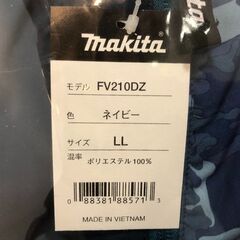 makita
モデル FV210DZ
色 ネイビー
サイズ LL
混率 ポリエステル100%
0 88381 88571 3
MADE IN VIETNAM